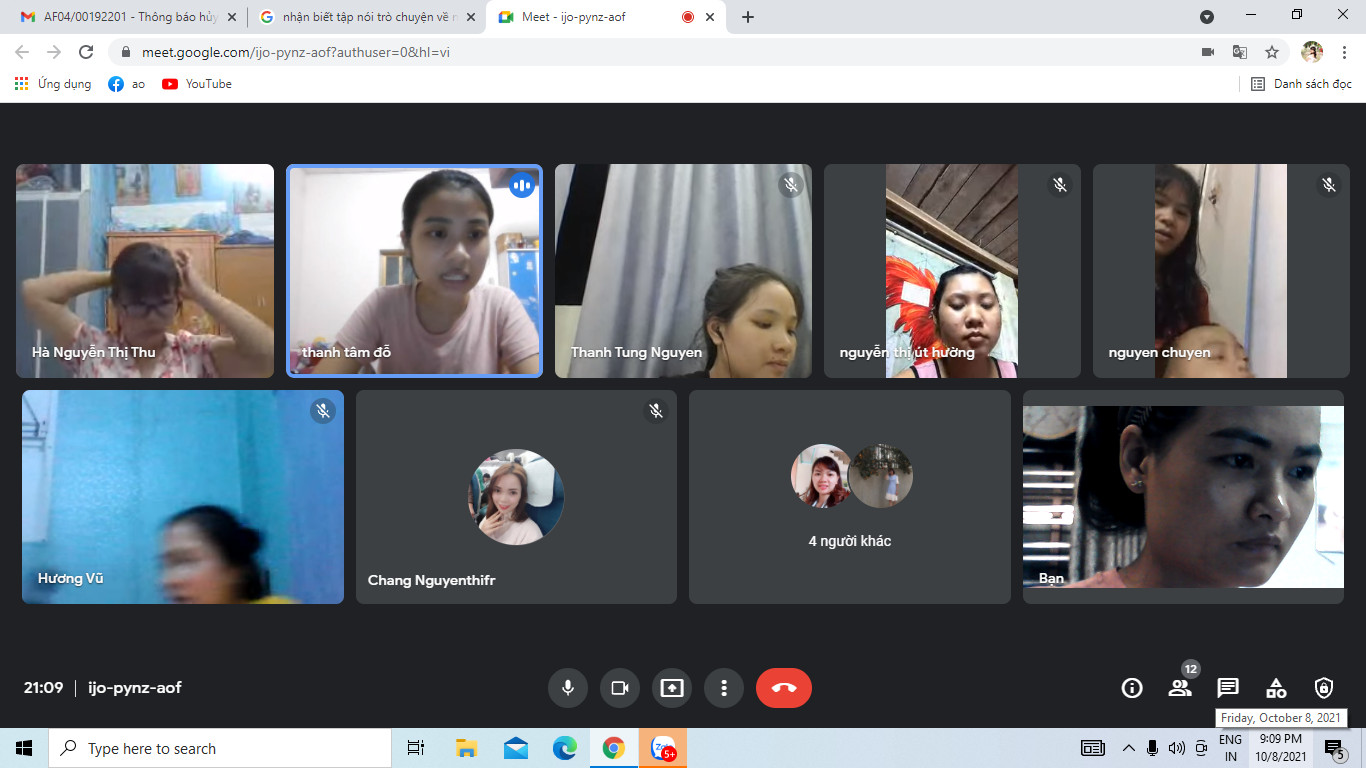 AF04/00192201 - Thông báo hủy
nhận biết tập nói trò chuyện về n
Meet - ijo-pynz-aof
meet.google.com/ijo-pynz-aof?authuser=0&hl=vi
Ứng dụng
ao
YouTube
Danh sách đọc
Hà Nguyễn Thị Thu
thanh tâm đỗ
Thanh Tung Nguyen
nguyễn thị út hường
nguyen chuyen
Hương Vũ
Chang Nguyenthifr
4 người khác
Bạn
21:09 | ijo-pynz-aof
12
Friday, October 8, 2021
Type here to search
5+
ENG
IN
9:09 PM
10/8/2021
5